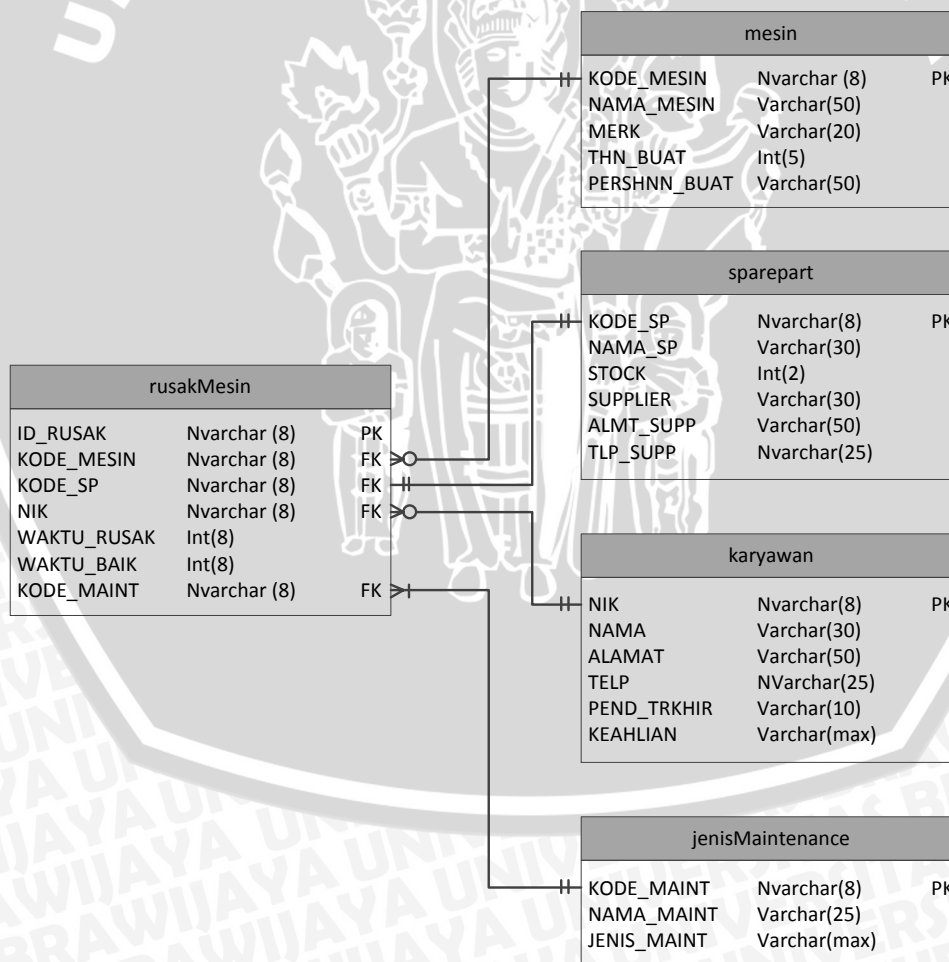 mesin
KODE_MESIN Nvarchar (8) PK
NAMA_MESIN Varchar(50)
MERK Varchar(20)
THN_BUAT Int(5)
PERSHNN_BUAT Varchar(50)
sparepart
KODE_SP Nvarchar(8) PK
NAMA_SP Varchar(30)
STOCK Int(2)
SUPPLIER Varchar(30)
ALMT_SUPP Varchar(50)
TLP_SUPP Nvarchar(25)
rusakMesin
ID_RUSAK Nvarchar (8) PK
KODE_MESIN Nvarchar (8) FK
KODE_SP Nvarchar (8) FK
NIK Nvarchar (8) FK
WAKTU_RUSAK Int(8)
WAKTU_BAIK Int(8)
KODE_MAINT Nvarchar (8) FK
karyawan
NIK Nvarchar(8) PK
NAMA Varchar(30)
ALAMAT Varchar(50)
TELP NVarchar(25)
PEND_TRKHIR Varchar(10)
KEAHLIAN Varchar(max)
jenisMaintenance
KODE_MAINT Nvarchar(8) PK
NAMA_MAINT Varchar(25)
JENIS_MAINT Varchar(max)